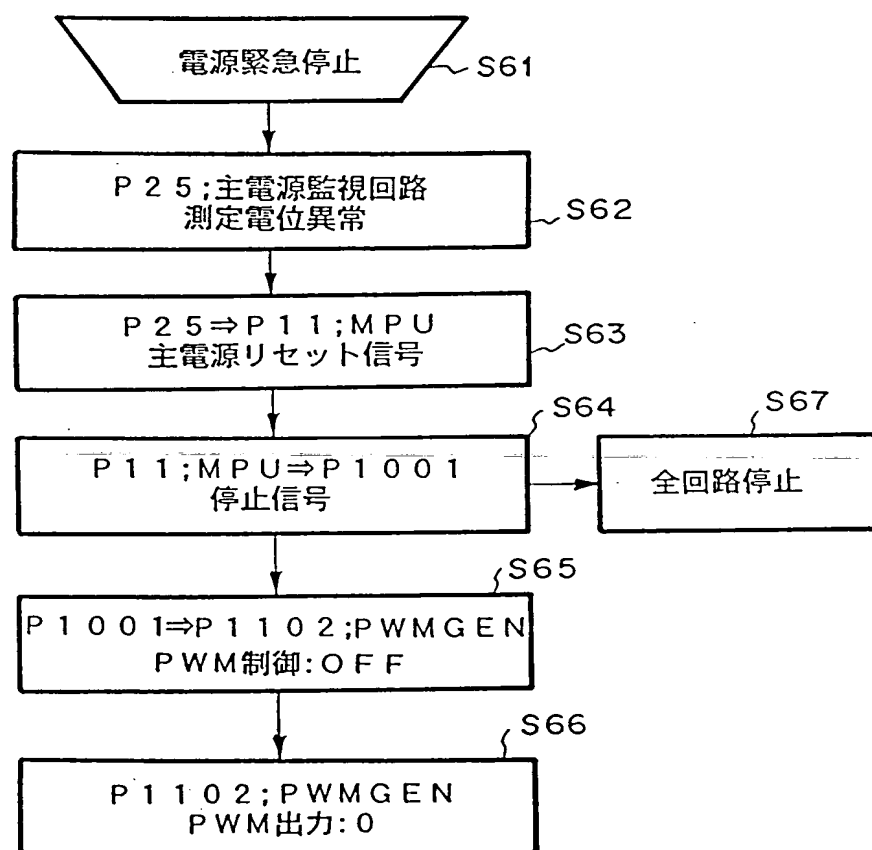 電源緊急停止
S61
P25;主電源監視回路
測定電位異常
S62
P25⇒P11;MPU
主電源リセット信号
S63
S64
P11;MPU⇒P1001
停止信号
S67
全回路停止
S65
P1001⇒P1102;PWMGEN
PWM制御:OFF
S66
P1102;PWMGEN
PWM出力:0